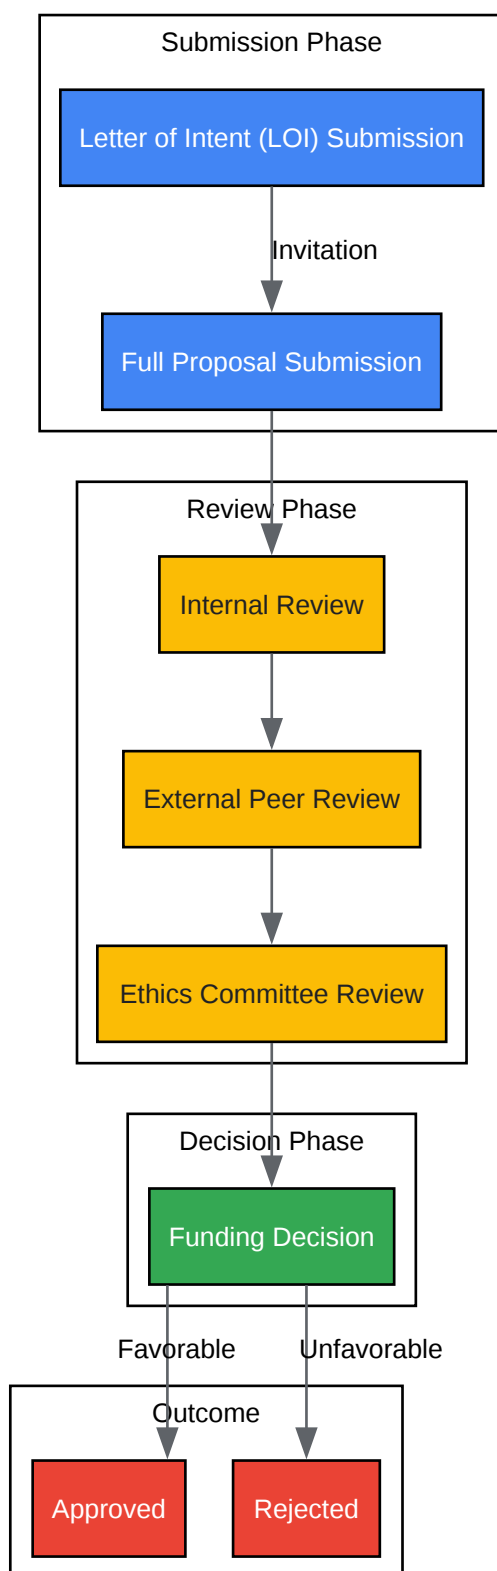 Submission Phase
Letter of Intent (LOI) Submission
Invitation
Full Proposal Submission
Review Phase
Internal Review
External Peer Review
Ethics Committee Review
Decision Phase
Funding Decision
Favorable
Unfavorable
Outcome
Approved
Rejected